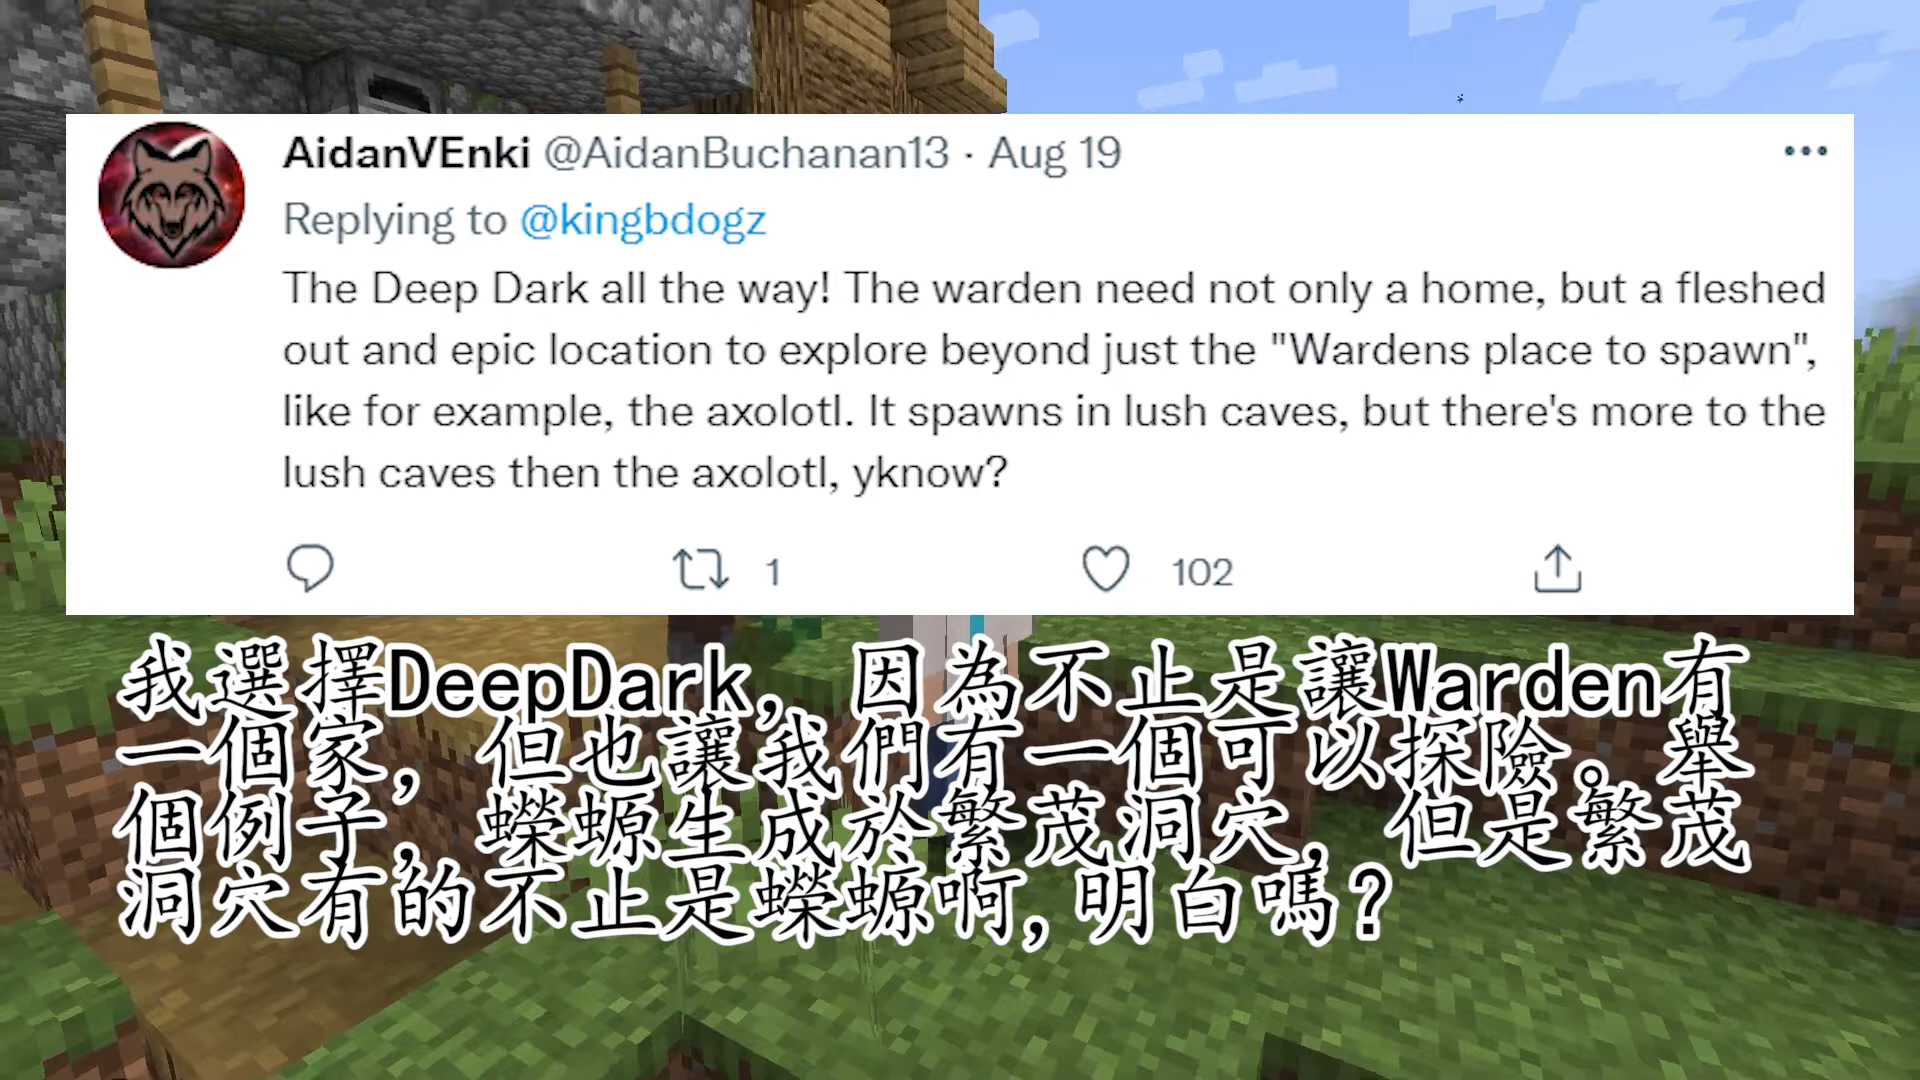 AidanVEnki @AidanBuchanan13 · Aug 19
Replying to @kingbdogz
The Deep Dark all the way! The warden need not only a home, but a fleshed
out and epic location to explore beyond just the "Wardens place to spawn",
like for example, the axolotl. It spawns in lush caves, but there's more to the
lush caves then the axolotl, yknow?
1 102
我選擇DeepDark, 因為不止是讓Warden有
一個家, 但也讓我們有一個可以探險。舉
個例子, 蠑螈生成於繁茂洞穴, 但是繁茂
洞穴有的不止是蠑螈啊, 明白嗎?